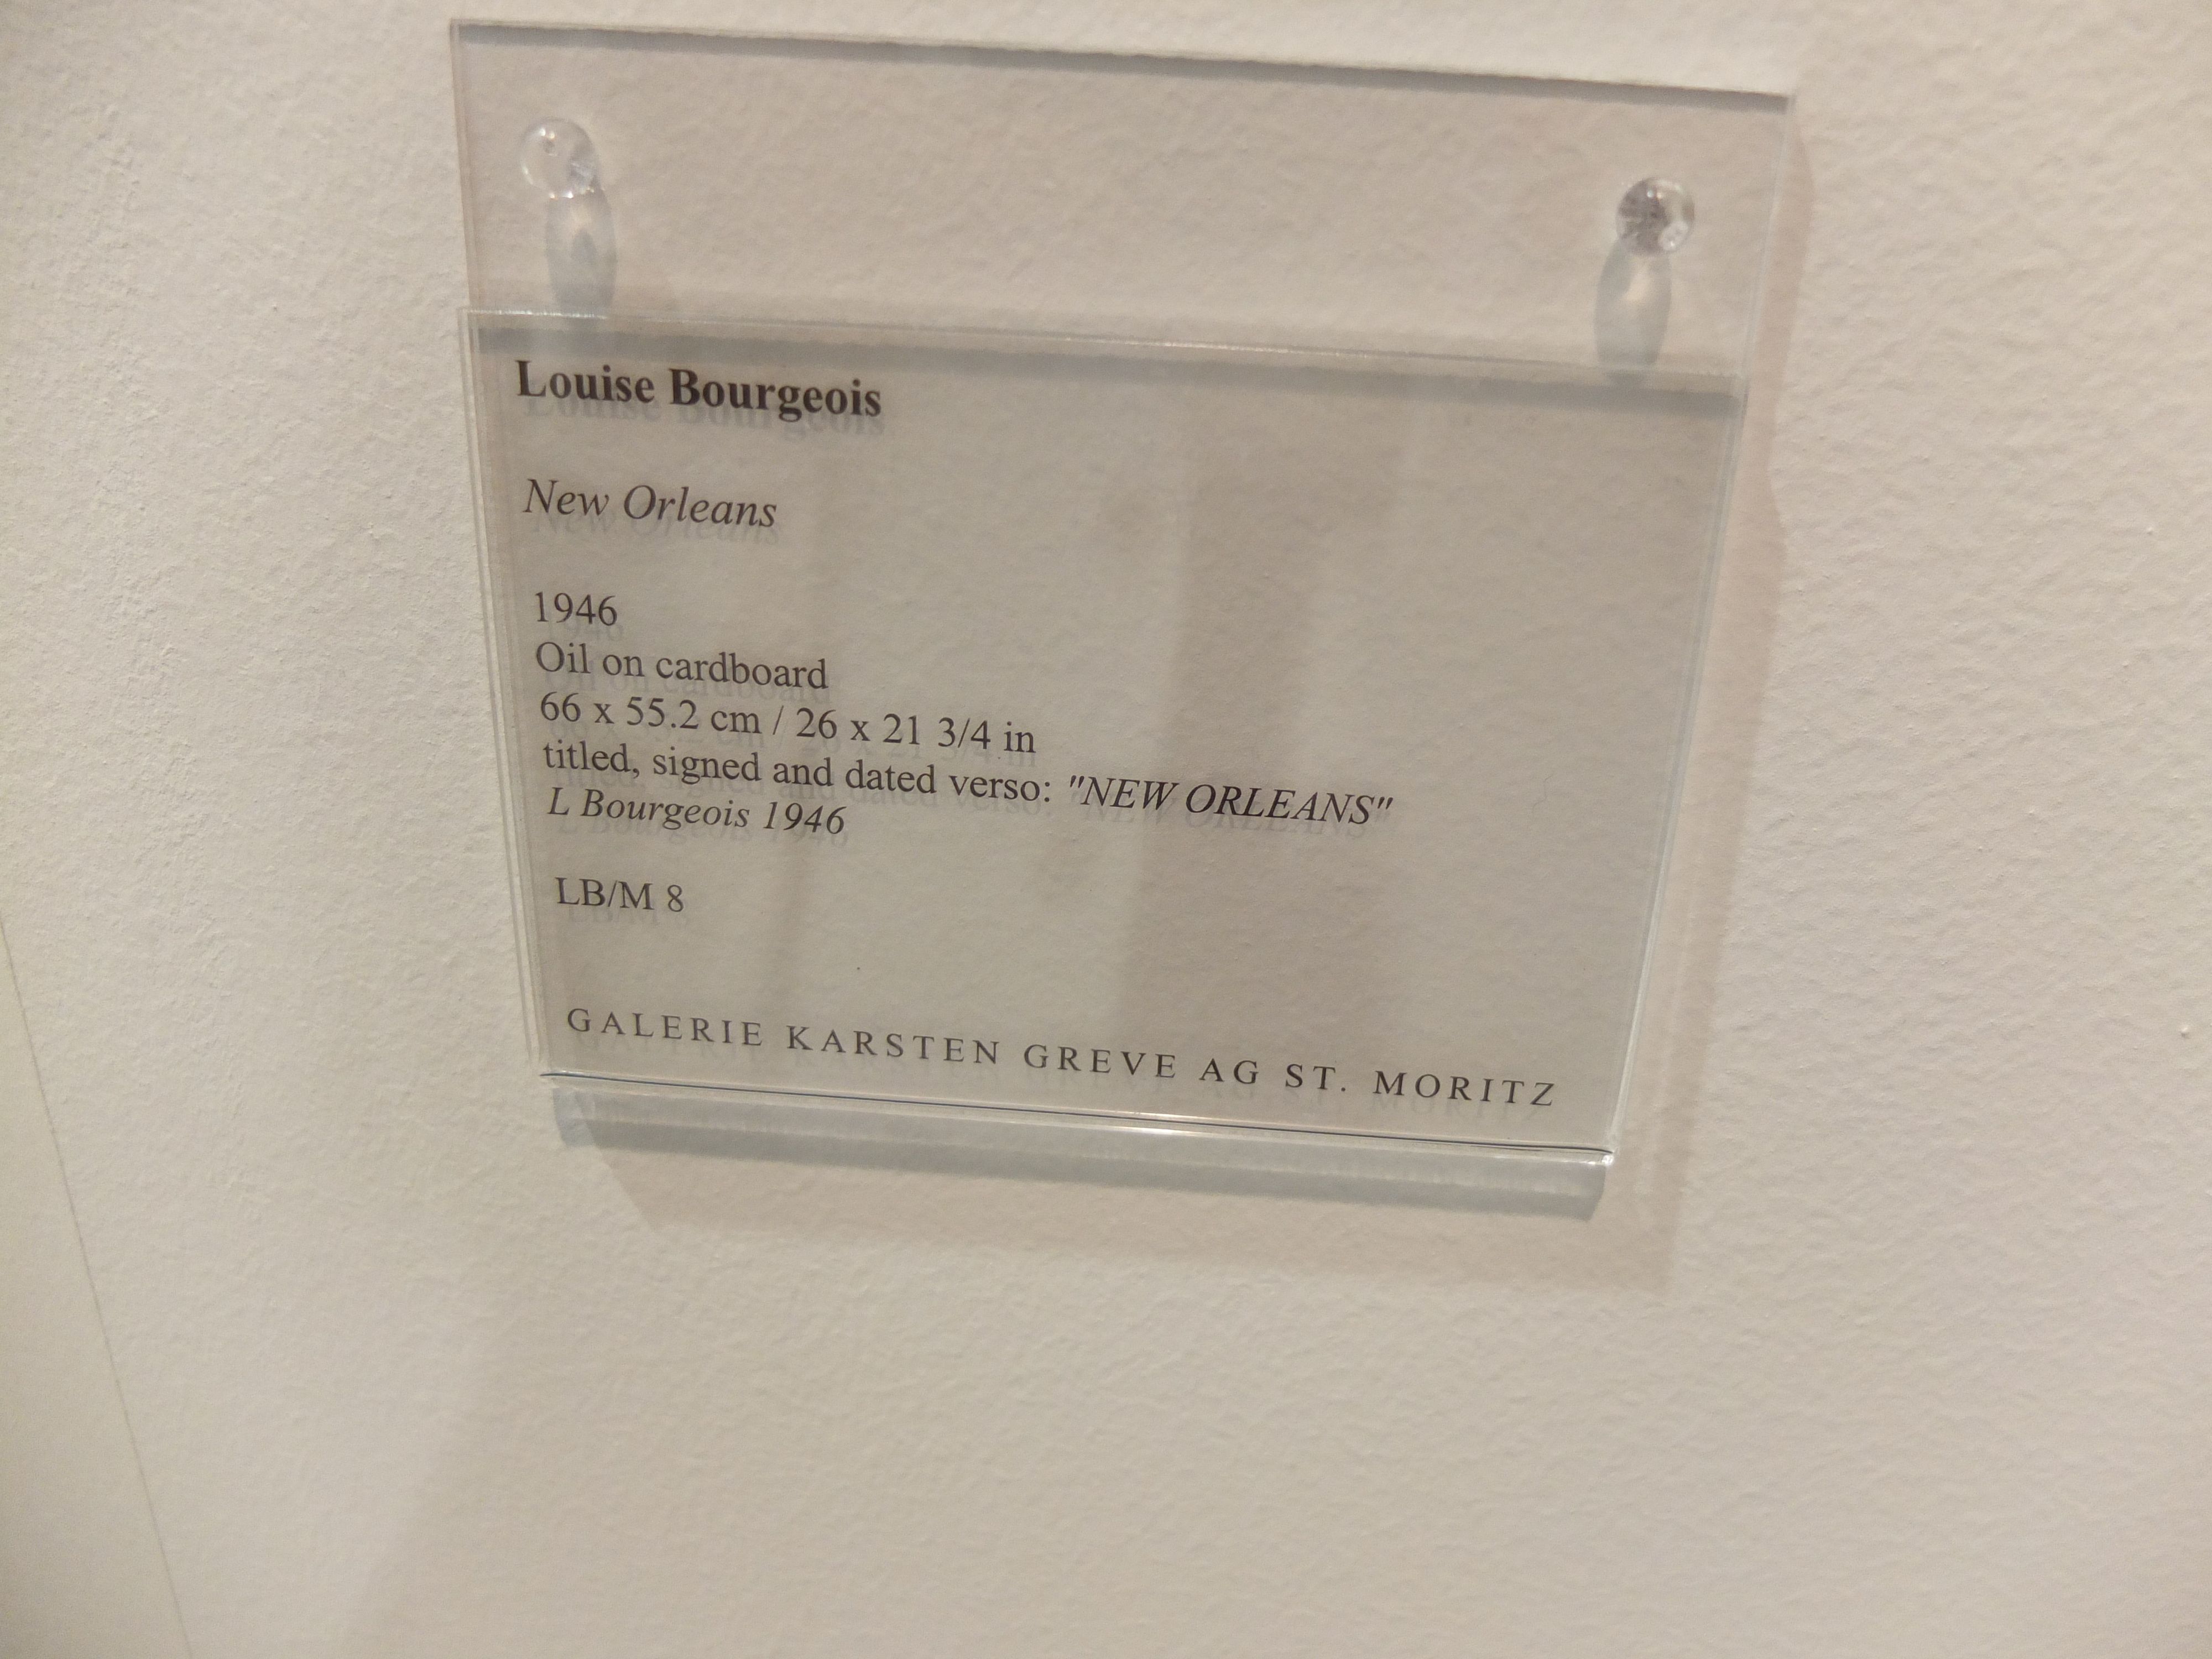 Louise Bourgeois
New Orleans
1946
Oil on cardboard
66 x 55.2 cm / 26 x 21 3/4 in
titled, signed and dated verso: "NEW ORLEANS"
L Bourgeois 1946
LB/M 8
GALERIE KARSTEN GREVE AG ST. MORITZ